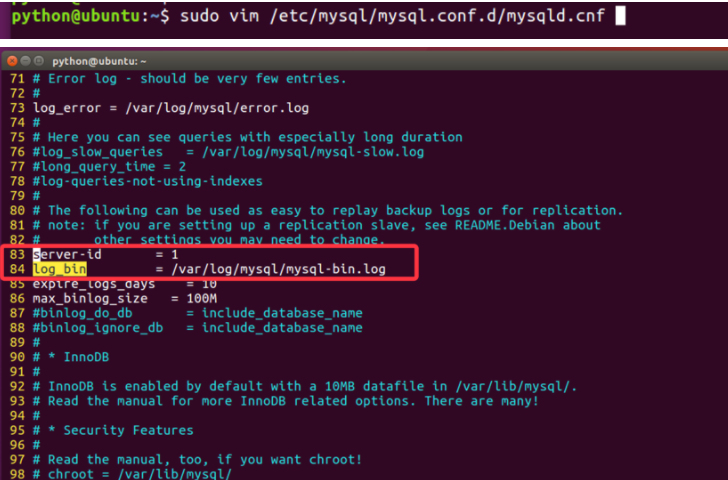 python@ubuntu:~$ sudo vim /etc/mysql/mysql.conf.d/mysqld.cnf
python@ubuntu: ~
71 # Error log - should be very few entries.
72 #
73 log_error = /var/log/mysql/error.log
74 #
75 # Here you can see queries with especially long duration
76 #log_slow_queries = /var/log/mysql/mysql-slow.log
77 #long_query_time = 2
78 #log-queries-not-using-indexes
79 #
80 # The following can be used as easy to replay backup logs or for replication.
81 # note: if you are setting up a replication slave, see README.Debian about
82 # other settings you may need to change.
83 server-id = 1
84 log_bin = /var/log/mysql/mysql-bin.log
85 expire_logs_days = 10
86 max_binlog_size = 100M
87 #binlog_do_db = include_database_name
88 #binlog_ignore_db = include_database_name
89 #
90 # * InnoDB
91 #
92 # InnoDB is enabled by default with a 10MB datafile in /var/lib/mysql/.
93 # Read the manual for more InnoDB related options. There are many!
94 #
95 # * Security Features
96 #
97 # Read the manual, too, if you want chroot!
98 # chroot = /var/lib/mysql/